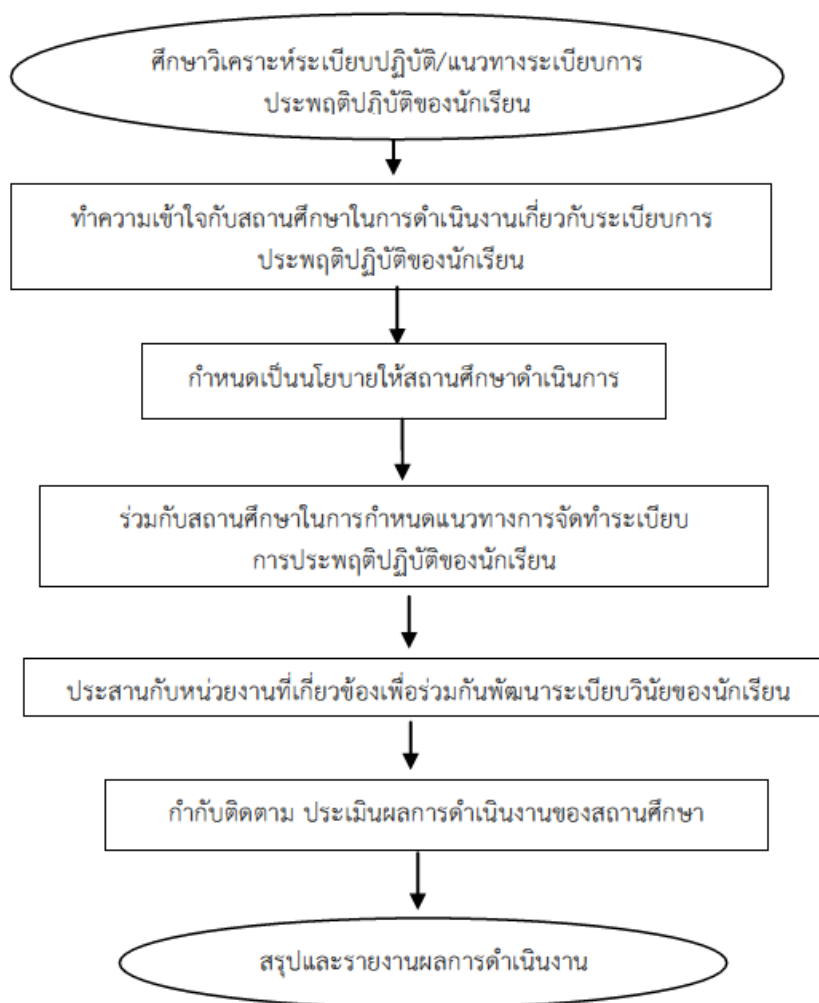 ศึกษาวิเคราะห์ระเบียบปฏิบัติ/แนวทางระเบียบการ
ประพฤติปฏิบัติของนักเรียน
ทำความเข้าใจกับสถานศึกษาในการดำเนินงานเกี่ยวกับระเบียบการ
ประพฤติปฏิบัติของนักเรียน
กำหนดเป็นนโยบายให้สถานศึกษาดำเนินการ
ร่วมกับสถานศึกษาในการกำหนดแนวทางการจัดทำระเบียบ
การประพฤติปฏิบัติของนักเรียน
ประสานกับหน่วยงานที่เกี่ยวข้องเพื่อร่วมกันพัฒนาระเบียบวินัยของนักเรียน
กำกับติดตาม ประเมินผลการดำเนินงานของสถานศึกษา
สรุปและรายงานผลการดำเนินงาน